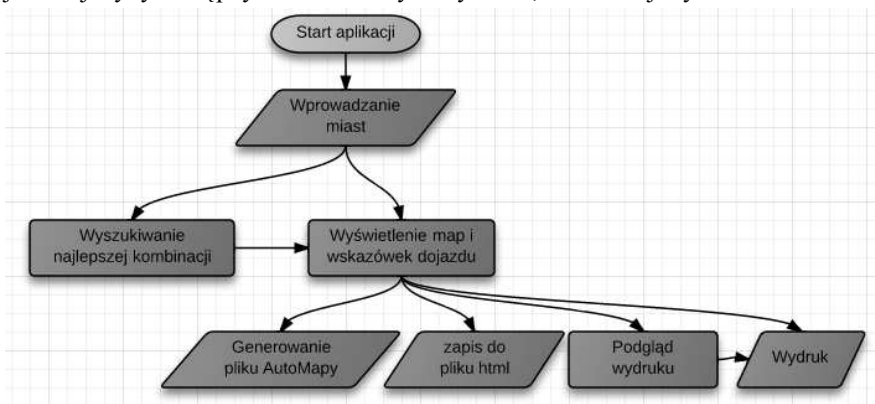 Start aplikacji
Wprowadzanie
miast
Wyszukiwanie
najlepszej kombinacji
Wyświetlenie map i
wskazówek dojazdu
Generowanie
pliku AutoMapy
zapis do
pliku html
Podgląd
wydruku
Wydruk